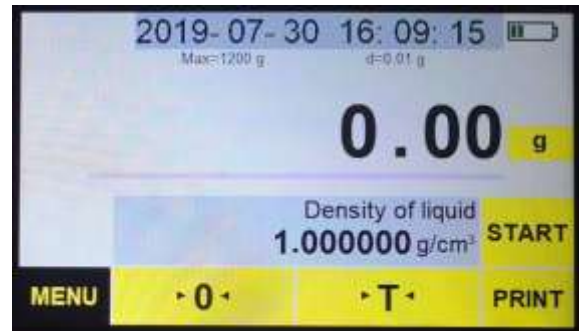 2019-07-30 16:09:15
Max=1200 g d=0.01 g
0.00 g
Density of liquid
1.000000 g/cm³
START
MENU ▸0◂ ▸T◂ PRINT